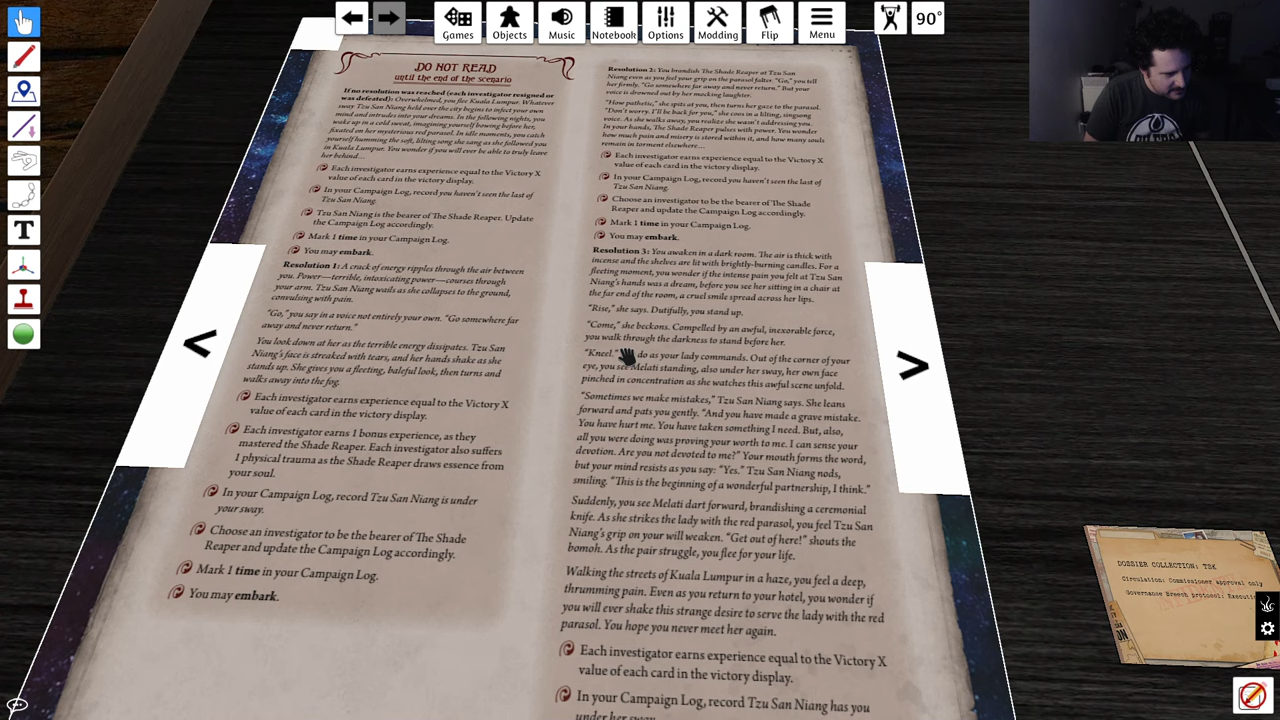 Games
Objects
Music
Notebook
Options
Modding
Flip
Menu
90°
T
<
>
DO NOT READ
until the end of the scenario
If no resolution was reached (each investigator resigned or
was defeated): Overwhelmed, you flee Kuala Lumpur. Whatever
sway Tzu San Niang held over the city begins to infect your own
mind and intrudes into your dreams. In the following nights, you
wake up in a cold sweat, imagining yourself bowing before her,
fixated on her mysterious red parasol. In idle moments, you catch
yourself humming the soft, lilting song she sang as she followed you
in Kuala Lumpur. You wonder if you will ever be able to truly leave
her behind…
Each investigator earns experience equal to the Victory X
value of each card in the victory display.
In your Campaign Log, record you haven't seen the last of
Tzu San Niang.
Tzu San Niang is the bearer of The Shade Reaper. Update
the Campaign Log accordingly.
Mark 1 time in your Campaign Log.
You may embark.
Resolution 1: A crack of energy ripples through the air between
you. Power—terrible, intoxicating power—courses through
your arm. Tzu San Niang wails as she collapses to the ground,
convulsing with pain.
"Go," you say in a voice not entirely your own. "Go somewhere far
away and never return."
You look down at her as the terrible energy dissipates. Tzu San
Niang's face is streaked with tears, and her hands shake as she
stands up. She gives you a fleeting, baleful look, then turns and
walks away into the fog.
Each investigator earns experience equal to the Victory X
value of each card in the victory display.
Each investigator earns 1 bonus experience, as they
mastered the Shade Reaper. Each investigator also suffers
1 physical trauma as the Shade Reaper draws essence from
your soul.
In your Campaign Log, record Tzu San Niang is under
your sway.
Choose an investigator to be the bearer of The Shade
Reaper and update the Campaign Log accordingly.
Mark 1 time in your Campaign Log.
You may embark.
Resolution 2: You brandish The Shade Reaper at Tzu San
Niang even as you feel your grip on the parasol falter. "Go," you tell
her firmly. "Go somewhere far away and never return." But your
voice is drowned out by her mocking laughter.
"How pathetic," she spits at you, then turns her gaze to the parasol.
"Don't worry. I'll be back for you," she coos in a lilting, singsong
voice. As she walks away, you realize she wasn't addressing you.
In your hands, The Shade Reaper pulses with power. You wonder
how much pain and misery is stored within it, and how many souls
remain in torment elsewhere…
Each investigator earns experience equal to the Victory X
value of each card in the victory display.
In your Campaign Log, record you haven't seen the last of
Tzu San Niang.
Choose an investigator to be the bearer of The Shade
Reaper and update the Campaign Log accordingly.
Mark 1 time in your Campaign Log.
You may embark.
Resolution 3: You awaken in a dark room. The air is thick with
incense and the shelves are lit with brightly-burning candles. For a
fleeting moment, you wonder if the intense pain you felt at Tzu San
Niang's hands was a dream, before you see her sitting in a chair at
the far end of the room, a cruel smile spread across her lips.
"Rise," she says. Dutifully, you stand up.
"Come," she beckons. Compelled by an awful, inexorable force,
you walk through the darkness to stand before her.
"Kneel." do as your lady commands. Out of the corner of your
eye, you see Melati standing, also under her sway, her own face
pinched in concentration as she watches this awful scene unfold.
"Sometimes we make mistakes," Tzu San Niang says. She leans
forward and pats you gently. "And you have made a grave mistake.
You have hurt me. You have taken something I need. But, also,
all you were doing was proving your worth to me. I can sense your
devotion. Are you not devoted to me?" Your mouth forms the word,
but your mind resists as you say: "Yes." Tzu San Niang nods,
smiling. "This is the beginning of a wonderful partnership, I think."
Suddenly, you see Melati dart forward, brandishing a ceremonial
knife. As she strikes the lady with the red parasol, you feel Tzu San
Niang's grip on your will weaken. "Get out of here!" shouts the
bomoh. As the pair struggle, you flee for your life.
Walking the streets of Kuala Lumpur in a haze, you feel a deep,
thrumming pain. Even as you return to your hotel, you wonder if
you will ever shake this strange desire to serve the lady with the red
parasol. You hope you never meet her again.
Each investigator earns experience equal to the Victory X
value of each card in the victory display.
In your Campaign Log, record Tzu San Niang has you
under her sway.
DOSSIER COLLECTION: TSK
Circulation: Commissioner approval only
Governance Breach protocol: